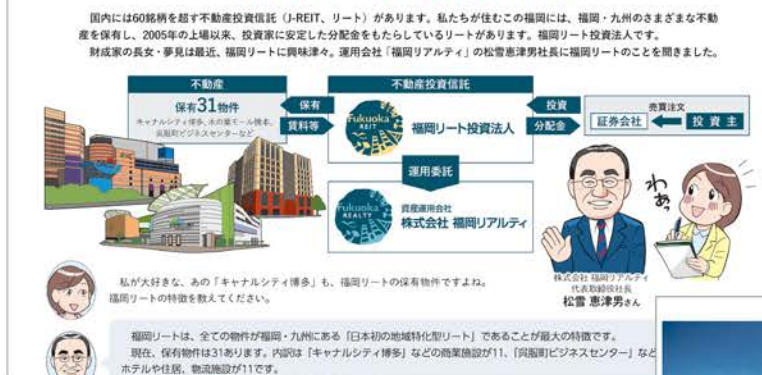 国内には60銘柄を超す不動産投資信託（J-REIT、リート）があります。私たちが住むこの福岡には、福岡・九州のさまざまな不動
産を保有し、2005年の上場以来、投資家に安定した分配金をもたらしているリートがあります。福岡リート投資法人です。
財成家の長女・夢見は最近、福岡リートに興味津々。運用会社「福岡リアルティ」の松雪恵津男社長に福岡リートのことを聞きました。
不動産
保有31物件
キャナルシティ博多、木の葉モール橋本、
呉服町ビジネスセンターなど
保有
賃料等
不動産投資信託
Fukuoka
REIT
福岡リート投資法人
投資
分配金
売買注文
証券会社
投資主
運用委託
Fukuoka
REALTY
資産運用会社
株式会社 福岡リアルティ
わぁっ
株式会社 福岡リアルティ
代表取締役社長
松雪 恵津男さん
私が大好きな、あの「キャナルシティ博多」も、福岡リートの保有物件ですよね。
福岡リートの特徴を教えてください。
福岡リートは、全ての物件が福岡・九州にある「日本初の地域特化型リート」であることが最大の特徴です。
現在、保有物件は31あります。内訳は「キャナルシティ博多」などの商業施設が11、「呉服町ビジネスセンター」など
ホテルや住居、物流施設が11です。